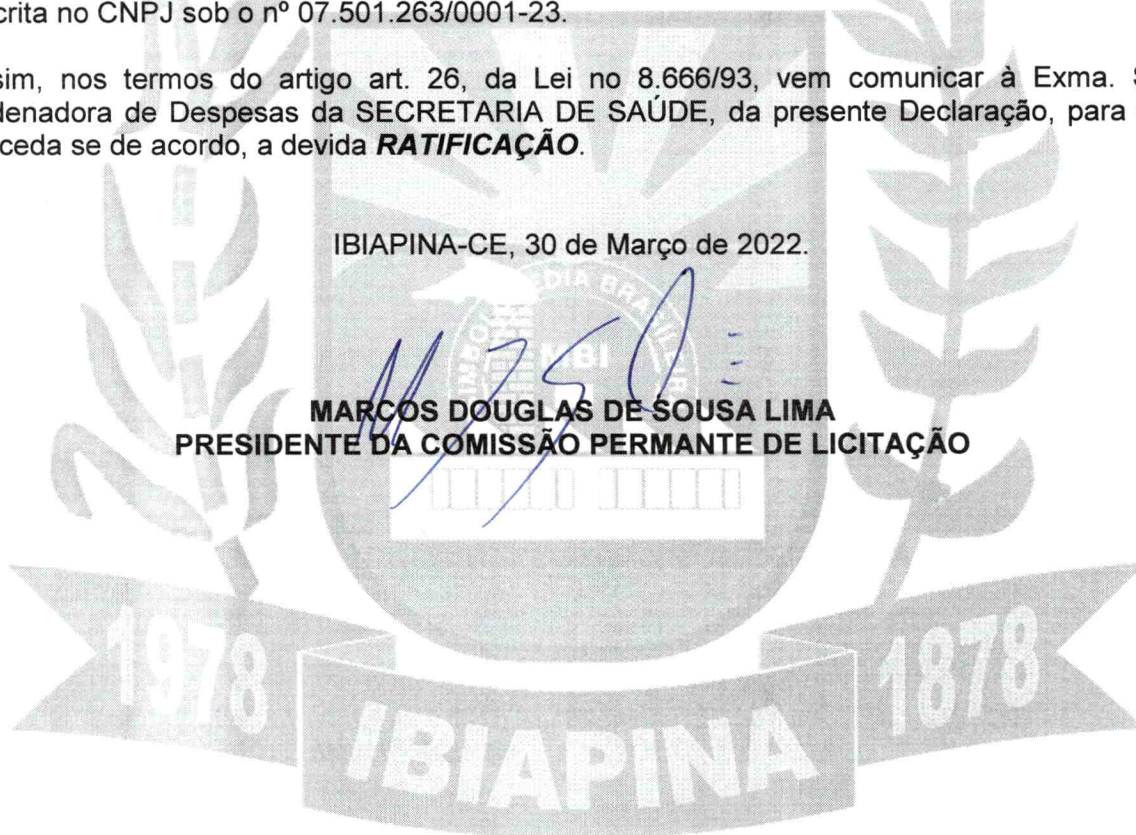 crita no CNPJ sob o nº 07.501.263/0001-23.
sim, nos termos do artigo art. 26, da Lei no 8.666/93, vem comunicar à Exma. S
denadora de Despesas da SECRETARIA DE SAÚDE, da presente Declaração, para
ceda se de acordo, a devida RATIFICAÇÃO.
IBIAPINA-CE, 30 de Março de 2022.
MBI
MARCOS DOUGLAS DE SOUSA LIMA
PRESIDENTE DA COMISSÃO PERMANTE DE LICITAÇÃO
1978
1878
IBIAPINA